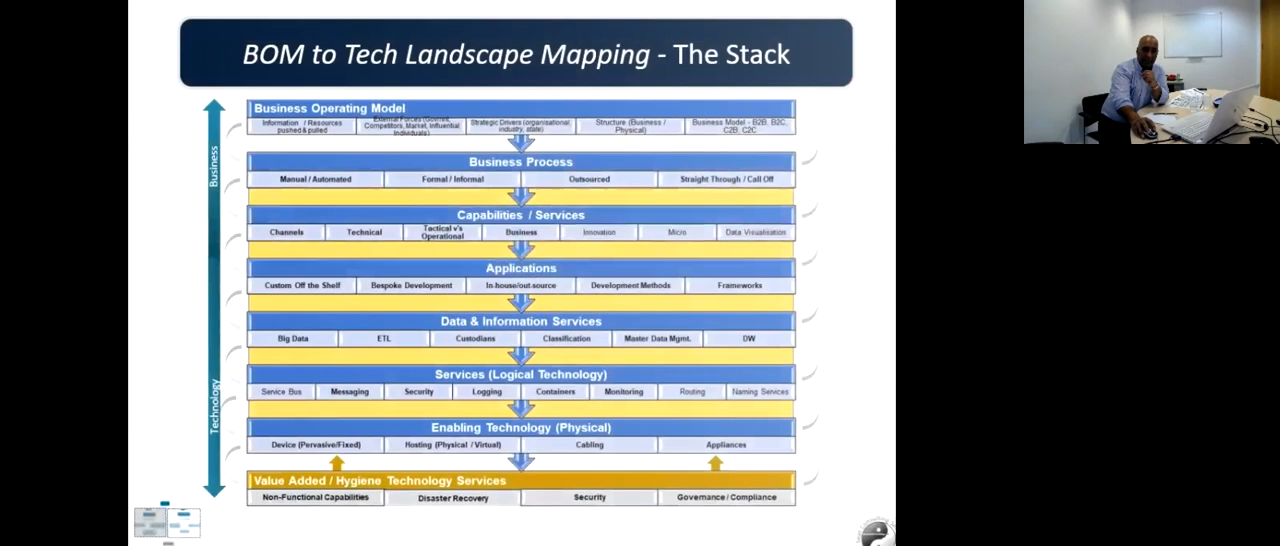 BOM to Tech Landscape Mapping - The Stack
Business
Technology
Business Operating Model
Information / Resources pushed & pulled
External Forces (Govmnt, Competitors, Market, Influential Individuals)
Strategic Drivers (organisational, industry, state)
Structure (Business / Physical)
Business Model - B2B, B2C, C2B, C2C
Business Process
Manual / Automated
Formal / Informal
Outsourced
Straight Through / Call Off
Capabilities / Services
Channels
Technical
Tactical v's Operational
Business
Innovation
Micro
Data Visualisation
Applications
Custom Off the Shelf
Bespoke Development
In-house/out-source
Development Methods
Frameworks
Data & Information Services
Big Data
ETL
Custodians
Classification
Master Data Mgmt.
DW
Services (Logical Technology)
Service Bus
Messaging
Security
Logging
Containers
Monitoring
Routing
Naming Services
Enabling Technology (Physical)
Device (Pervasive/Fixed)
Hosting (Physical / Virtual)
Cabling
Appliances
Value Added / Hygiene Technology Services
Non-Functional Capabilities
Disaster Recovery
Security
Governance / Compliance